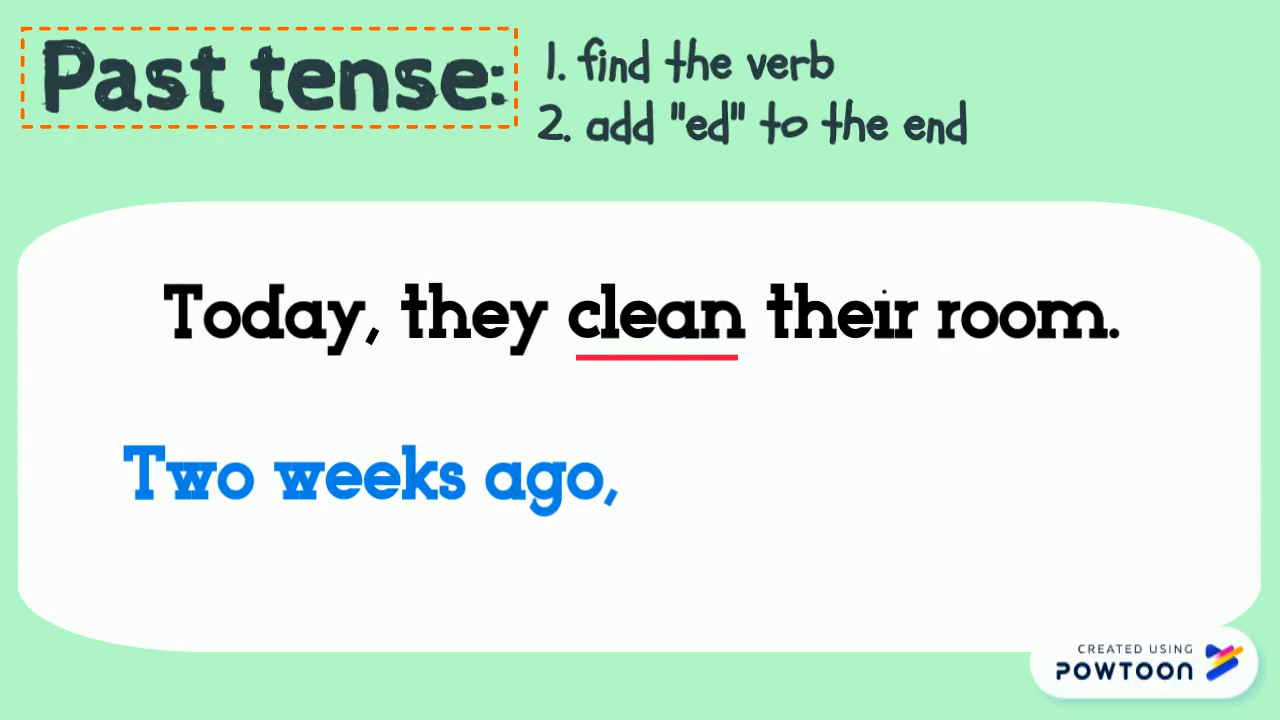 Past tense:
1. find the verb
2. add "ed" to the end
Today, they clean their room.
Two weeks ago,
CREATED USING
POWTOON